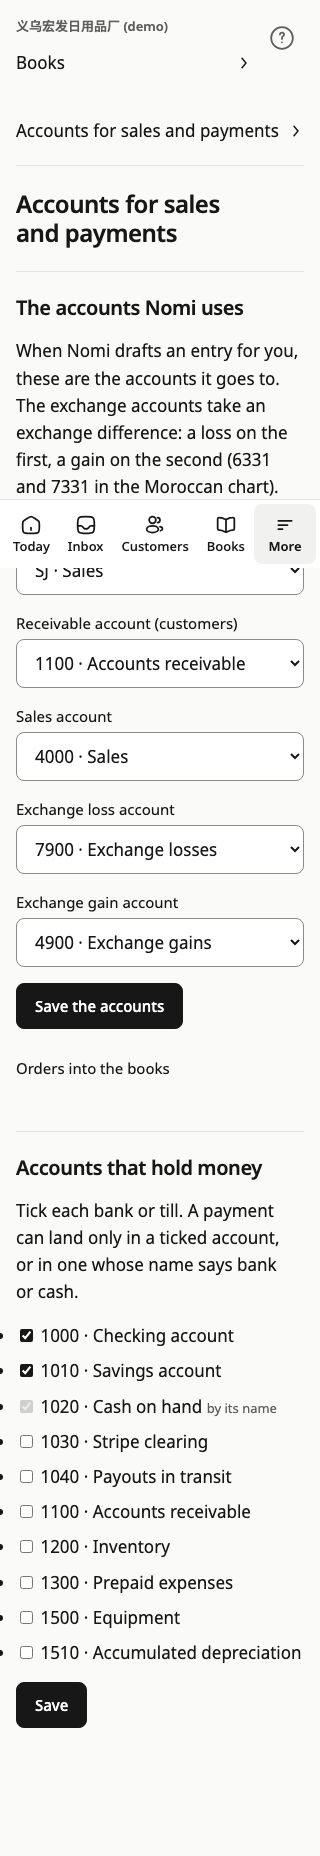 义乌宏发日用品厂 (demo)
Books
Accounts for sales and payments
Accounts for sales
and payments
The accounts Nomi uses
When Nomi drafts an entry for you,
these are the accounts it goes to.
The exchange accounts take an
exchange difference: a loss on the
first, a gain on the second (6331
and 7331 in the Moroccan chart).
Today Inbox Customers Books More
SJ · Sales
Receivable account (customers)
1100 · Accounts receivable
Sales account
4000 · Sales
Exchange loss account
7900 · Exchange losses
Exchange gain account
4900 · Exchange gains
Save the accounts
Orders into the books
Accounts that hold money
Tick each bank or till. A payment
can land only in a ticked account,
or in one whose name says bank
or cash.
1000 · Checking account
1010 · Savings account
1020 · Cash on hand by its name
1030 · Stripe clearing
1040 · Payouts in transit
1100 · Accounts receivable
1200 · Inventory
1300 · Prepaid expenses
1500 · Equipment
1510 · Accumulated depreciation
Save